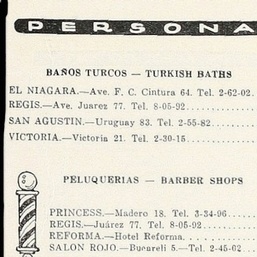 PERSONA
BAÑOS TURCOS — TURKISH BATHS
EL NIAGARA.—Ave. F. C. Cintura 64. Tel. 2-62-02.
REGIS.—Ave. Juarez 77. Tel. 8-05-92......
SAN AGUSTIN.—Uruguay 83. Tel. 2-55-82......
VICTORIA.—Victoria 21. Tel. 2-30-15......
PELUQUERIAS — BARBER SHOPS
PRINCESS.—Madero 18. Tel. 3-34-96......
REGIS.—Juárez 77. Tel. 8-05-92......
REFORMA.—Hotel Reforma. ......
SALON ROJO.—Bucareli 5.—Tel. 2-45-62 ...